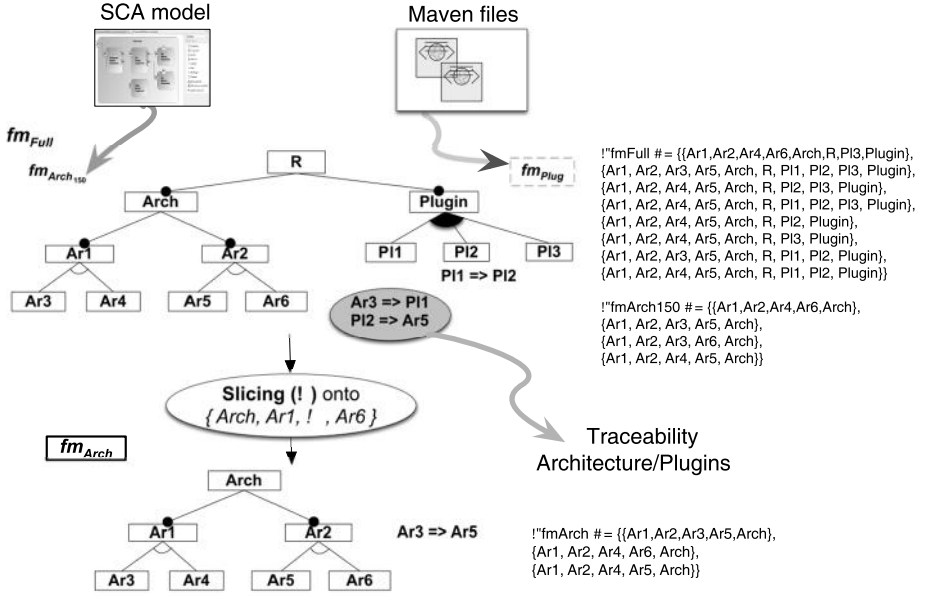 SCA model
Maven files
fmFull
fmArch150
fmPlug
R
Arch
Plugin
Ar1
Ar2
Pl1
Pl2
Pl3
Pl1 => Pl2
Ar3
Ar4
Ar5
Ar6
Ar3 => Pl1
Pl2 => Ar5
!"fmFull # = {{Ar1,Ar2,Ar4,Ar6,Arch,R,Pl3,Plugin},
{Ar1, Ar2, Ar3, Ar5, Arch, R, Pl1, Pl2, Pl3, Plugin},
{Ar1, Ar2, Ar4, Ar5, Arch, R, Pl2, Pl3, Plugin},
{Ar1, Ar2, Ar4, Ar5, Arch, R, Pl1, Pl2, Pl3, Plugin},
{Ar1, Ar2, Ar4, Ar5, Arch, R, Pl2, Plugin},
{Ar1, Ar2, Ar4, Ar5, Arch, R, Pl3, Plugin},
{Ar1, Ar2, Ar3, Ar5, Arch, R, Pl1, Pl2, Plugin},
{Ar1, Ar2, Ar4, Ar5, Arch, R, Pl1, Pl2, Plugin}}
!"fmArch150 # = {{Ar1,Ar2,Ar4,Ar6,Arch},
{Ar1, Ar2, Ar3, Ar5, Arch},
{Ar1, Ar2, Ar3, Ar6, Arch},
{Ar1, Ar2, Ar4, Ar5, Arch}}
Slicing (! ) onto
{ Arch, Ar1, ! , Ar6 }
Traceability
Architecture/Plugins
fmArch
Arch
Ar1
Ar2
Ar3 => Ar5
Ar3
Ar4
Ar5
Ar6
!"fmArch # = {{Ar1,Ar2,Ar3,Ar5,Arch},
{Ar1, Ar2, Ar4, Ar6, Arch},
{Ar1, Ar2, Ar4, Ar5, Arch}}